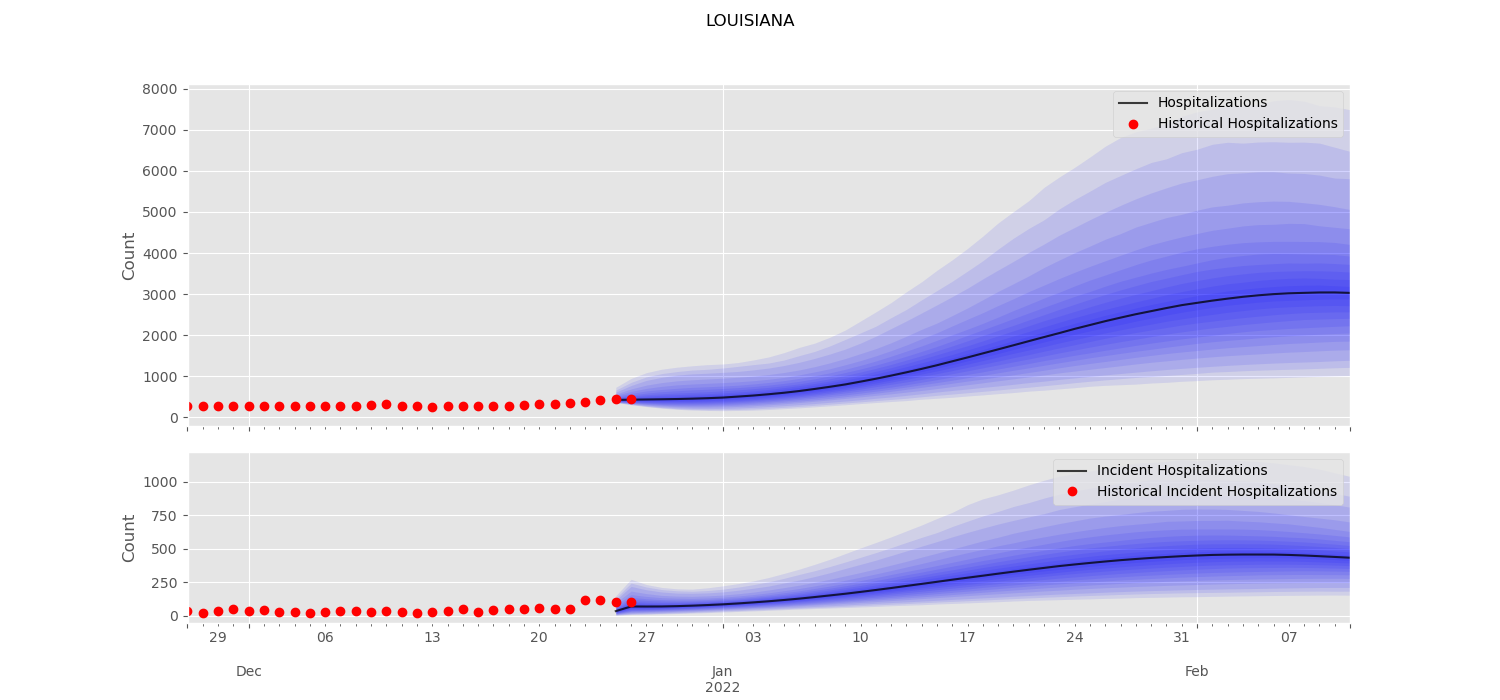 LOUISIANA
8000
7000
6000
5000
4000
3000
2000
1000
0
Count
Hospitalizations
Historical Hospitalizations
1000
750
500
250
0
Count
Incident Hospitalizations
Historical Incident Hospitalizations
29 06 13 20 27 03 10 17 24 31 07
Dec Jan Feb
2022